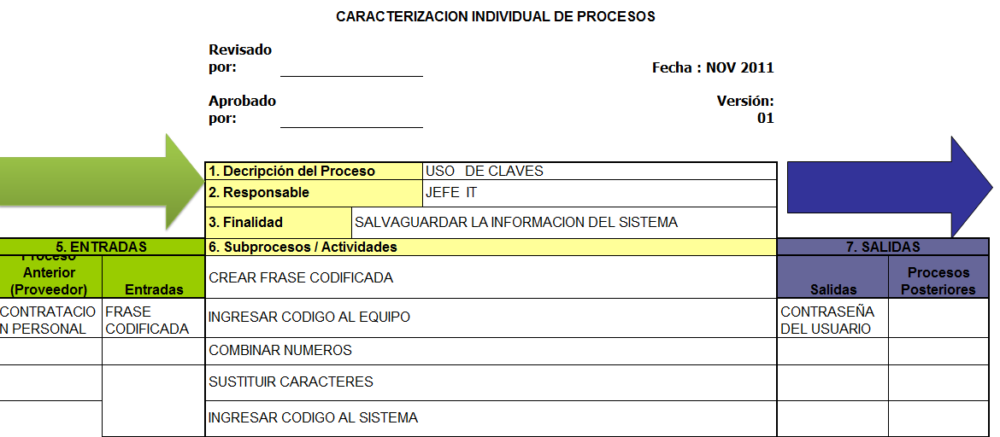 CARACTERIZACION INDIVIDUAL DE PROCESOS
Revisado
por:
Fecha : NOV 2011
Aprobado
por:
Versión:
01
1. Decripción del Proceso USO DE CLAVES
2. Responsable JEFE IT
3. Finalidad SALVAGUARDAR LA INFORMACION DEL SISTEMA
5. ENTRADAS 6. Subprocesos / Actividades 7. SALIDAS
Proceso
Anterior
(Proveedor)
Entradas
CREAR FRASE CODIFICADA
Salidas
Procesos
Posteriores
CONTRATACIO
N PERSONAL
FRASE
CODIFICADA
INGRESAR CODIGO AL EQUIPO
CONTRASEÑA
DEL USUARIO
COMBINAR NUMEROS
SUSTITUIR CARACTERES
INGRESAR CODIGO AL SISTEMA